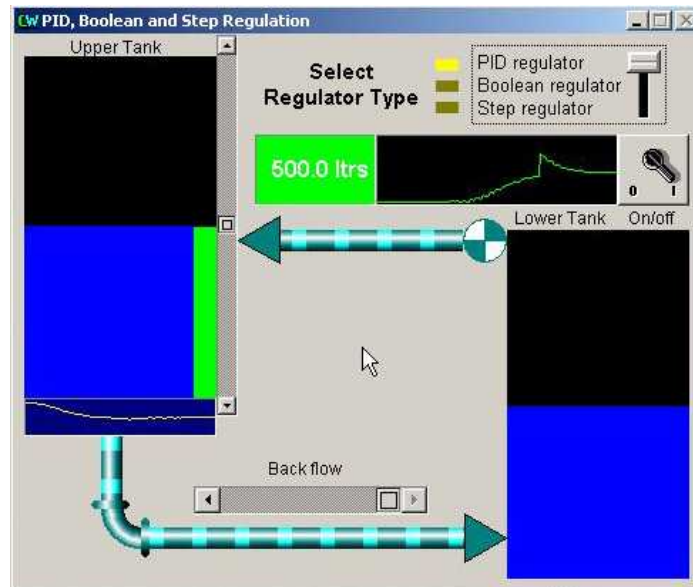 CW PID, Boolean and Step Regulation
Upper Tank
Select
Regulator Type
PID regulator
Boolean regulator
Step regulator
500.0 ltrs
0 I
Lower Tank On/off
Back flow